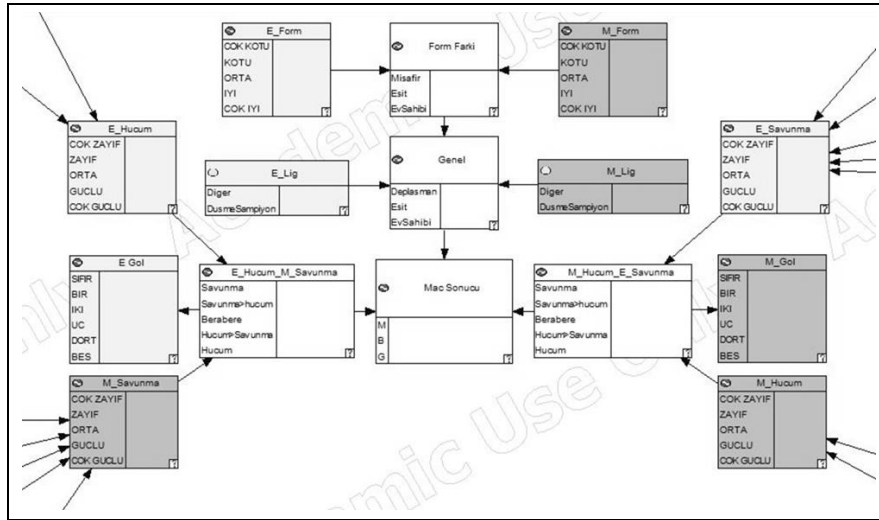 E_Form
COK KOTU
KOTU
ORTA
IYI
COK IYI
Form Farki
Misafir
Esit
EvSahibi
M_Form
COK KOTU
KOTU
ORTA
IYI
COK IYI
E_Hucum
COK ZAYIF
ZAYIF
ORTA
GUCLU
COK GUCLU
E_Lig
Diger
DusmeSampiyon
Genel
Deplasman
Esit
EvSahibi
M_Lig
Diger
DusmeSampiyon
E_Savunma
COK ZAYIF
ZAYIF
ORTA
GUCLU
COK GUCLU
E Gol
SIFIR
BIR
IKI
UC
DORT
BES
E_Hucum_M_Savunma
Savunma
Savunma>hucum
Berabere
Hucum>Savunma
Hucum
Mac Sonucu
M
B
G
M_Hucum_E_Savunma
Savunma
Savunma>hucum
Berabere
Hucum>Savunma
Hucum
M_Gol
SIFIR
BIR
IKI
UC
DORT
BES
M_Savunma
COK ZAYIF
ZAYIF
ORTA
GUCLU
COK GUCLU
M_Hucum
COK ZAYIF
ZAYIF
ORTA
GUCLU
COK GUCLU